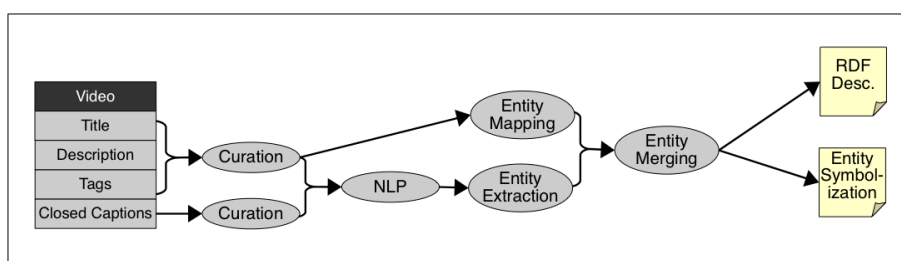 Video
Title
Description
Tags
Closed Captions
Curation
Curation
NLP
Entity
Mapping
Entity
Extraction
Entity
Merging
RDF
Desc.
Entity
Symbol-
ization